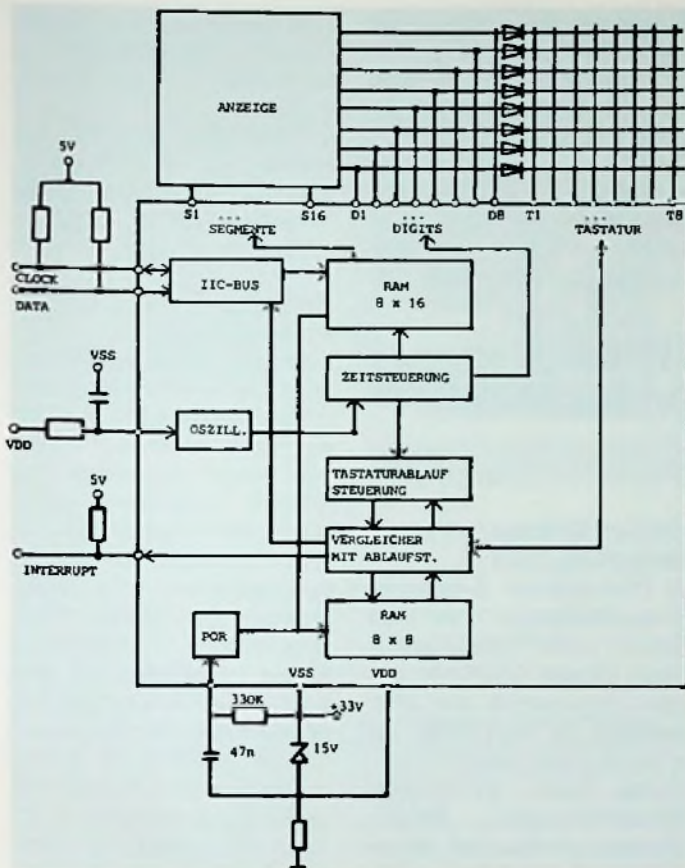 ANZEIGE
5V
S1 ... S16 D1 ... D8 T1 ... T8
SEGMENTE DIGITS TASTATUR
CLOCK
DATA
IIC-BUS
RAM
8 x 16
VSS
ZEITSTEUERUNG
VDD
OSZILL.
5V
TASTATURABLAUF
STEUERUNG
VERGLEICHER
MIT ABLAUFST.
INTERRUPT
RAM
8 x 8
POR
VSS VDD
330K
+33V
47n
15V